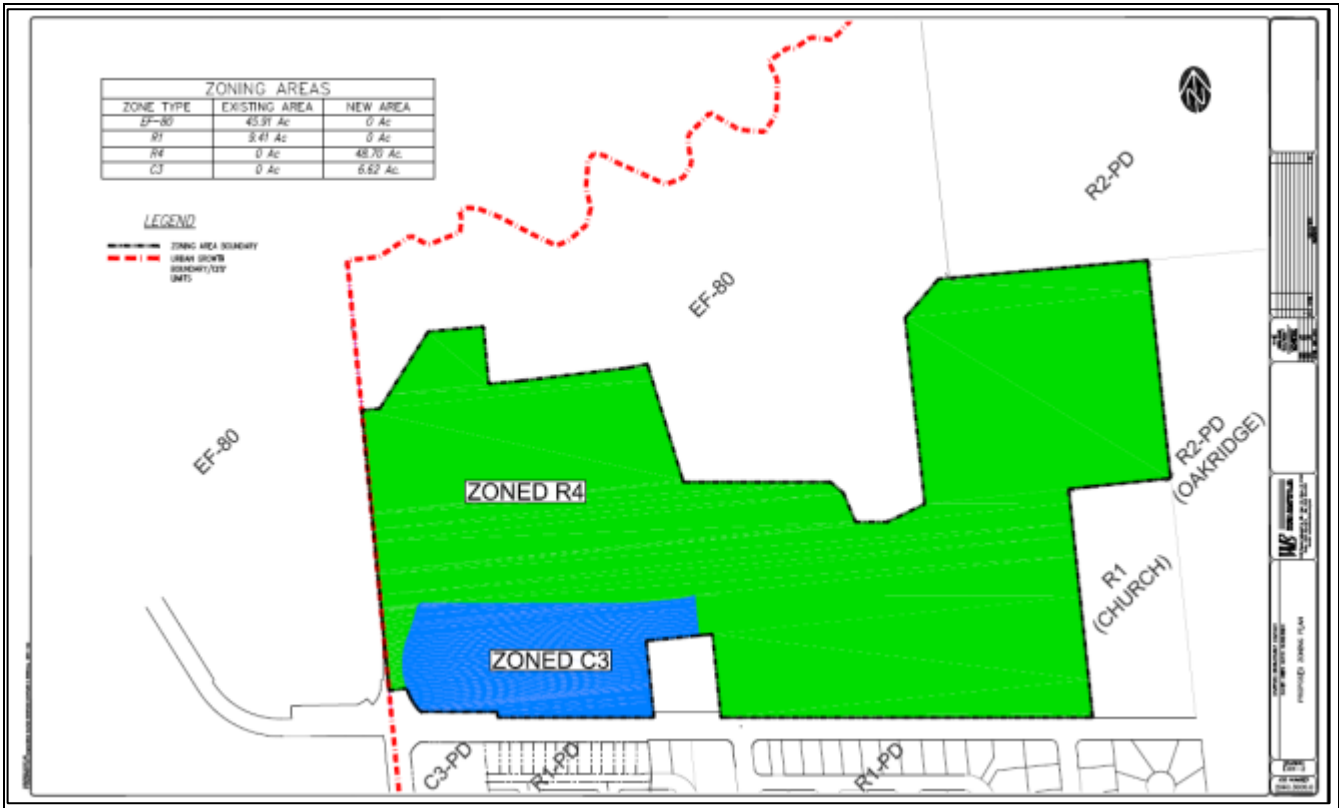 ZONING AREAS
ZONE TYPE EXISTING AREA NEW AREA
EF-80 45.91 Ac 0 Ac
R1 9.41 Ac 0 Ac
R4 0 Ac 48.70 Ac.
C3 0 Ac 6.62 Ac.
LEGEND
ZONING AREA BOUNDARY
URBAN GROWTH
BOUNDARY/CITY
LIMITS
R2-PD
EF-80
EF-80
R2-PD
(OAKRIDGE)
ZONED R4
R1
(CHURCH)
ZONED C3
C3-PD
R1-PD
R1-PD
PROPOSED ZONING PLAN